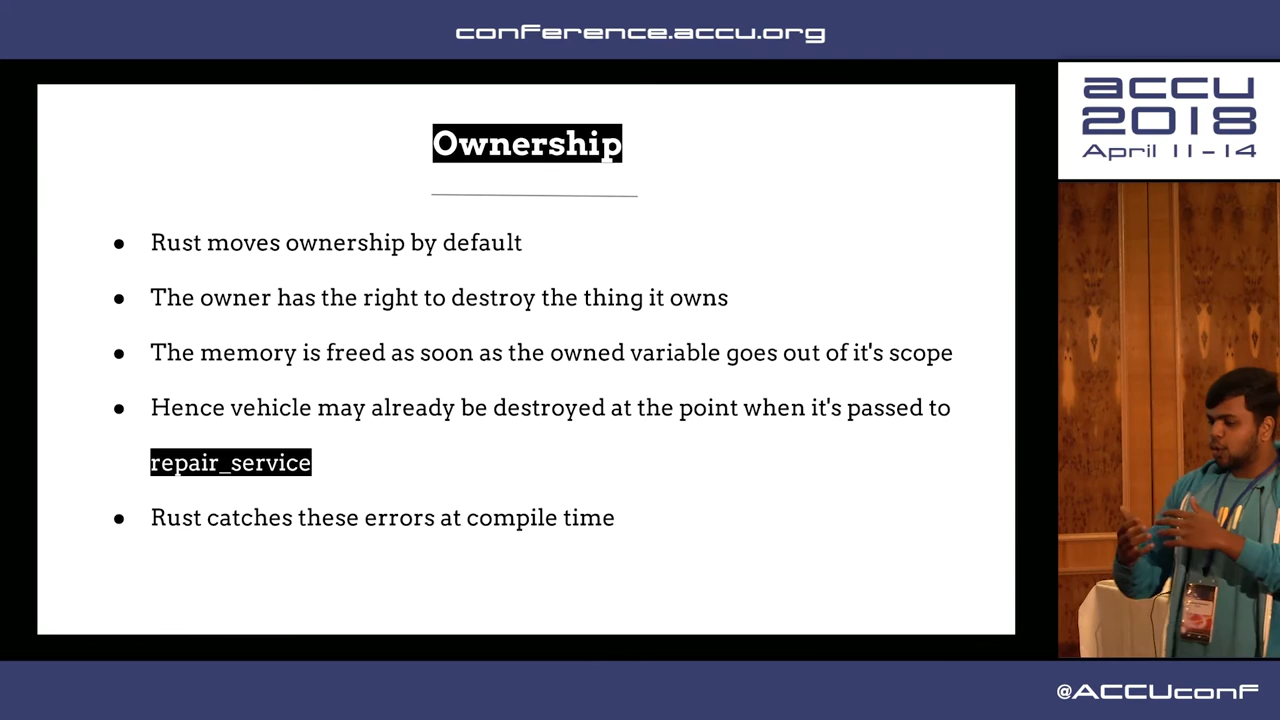 conference.accu.org
accu
2018
April 11-14
Ownership
● Rust moves ownership by default
● The owner has the right to destroy the thing it owns
● The memory is freed as soon as the owned variable goes out of it's scope
● Hence vehicle may already be destroyed at the point when it's passed to
repair_service
● Rust catches these errors at compile time
@ACCUconf